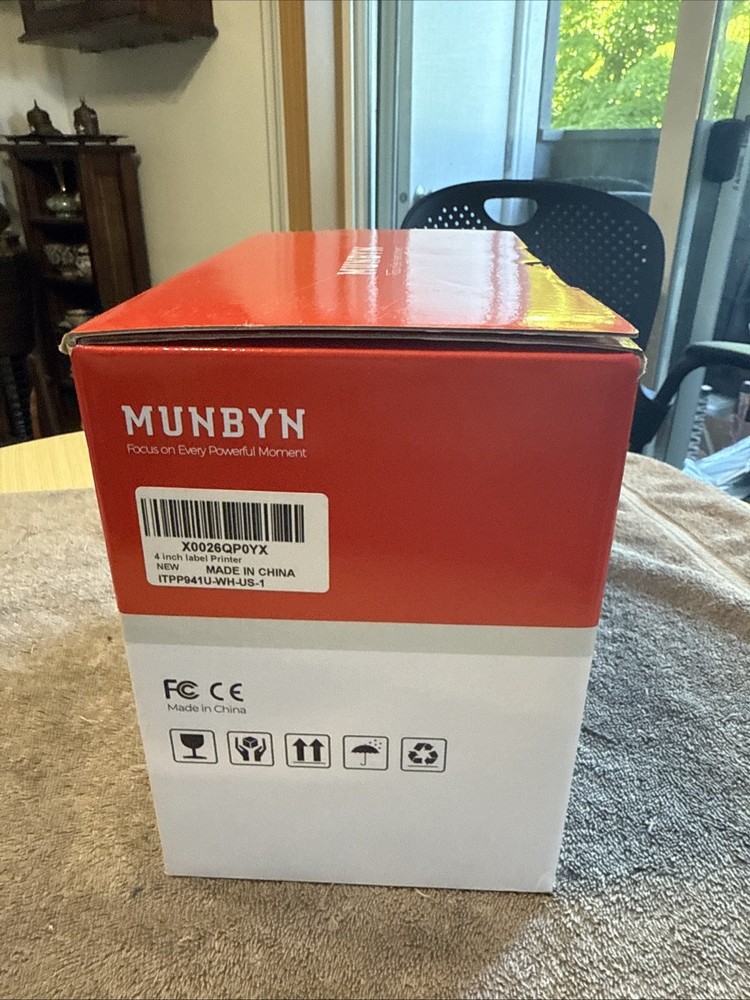 MUNBYN
MUNBYN
Focus on Every Powerful Moment
X0026QP0YX
4 inch label Printer
NEW MADE IN CHINA
ITPP941U-WH-US-1
FC CE
Made in China